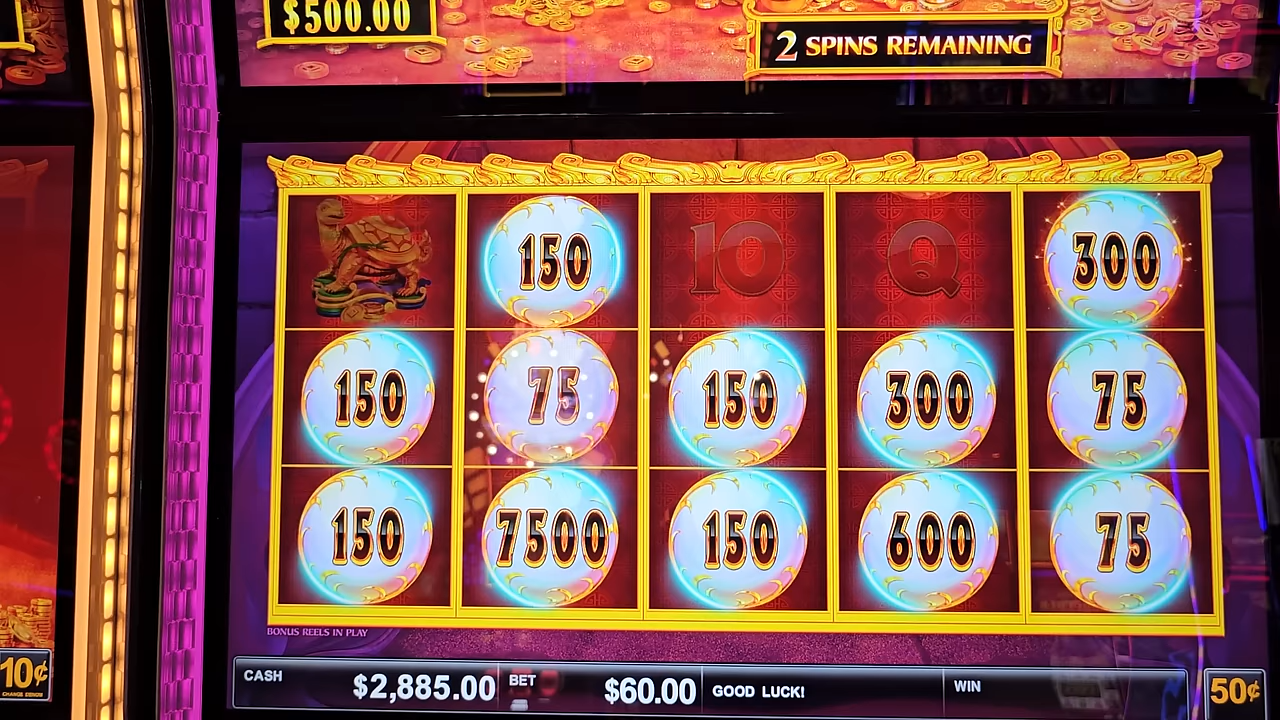 $500.00
2 SPINS REMAINING
150
10
Q
300
150
75
150
300
75
150
7500
150
600
75
BONUS REELS IN PLAY
CASH
$2,885.00
BET
$60.00
GOOD LUCK!
WIN
10¢
50¢